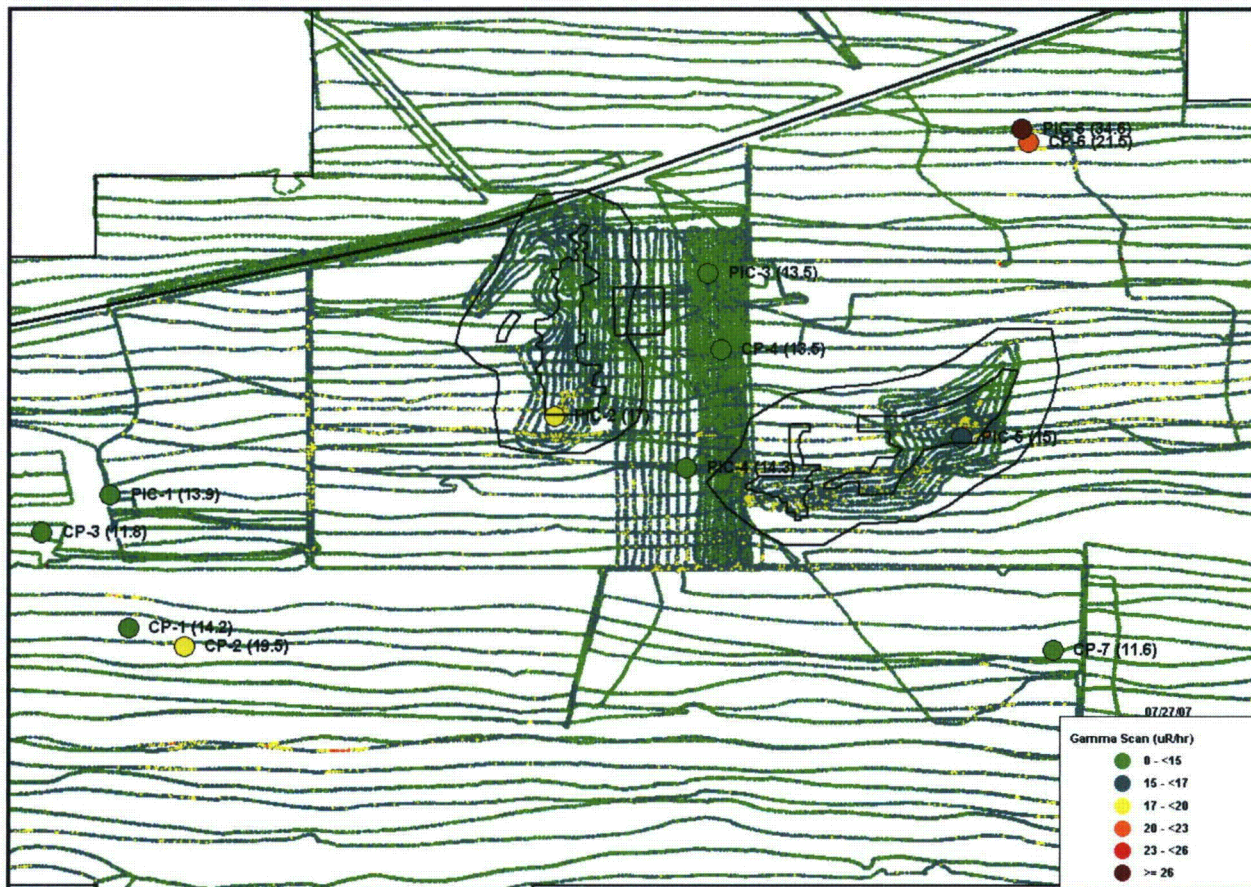 PIC-6 (34.6)
CP-6 (21.5)
PIC-3 (13.5)
CP-4 (13.5)
PIC-2 (17)
PIC-5 (15)
PIC-4 (14.3)
PIC-1 (13.9)
CP-3 (11.8)
CP-1 (14.2)
CP-2 (19.5)
CP-7 (11.6)
07/27/07
Gamma Scan (uR/hr)
0 - <15
15 - <17
17 - <20
20 - <23
23 - <26
>= 26